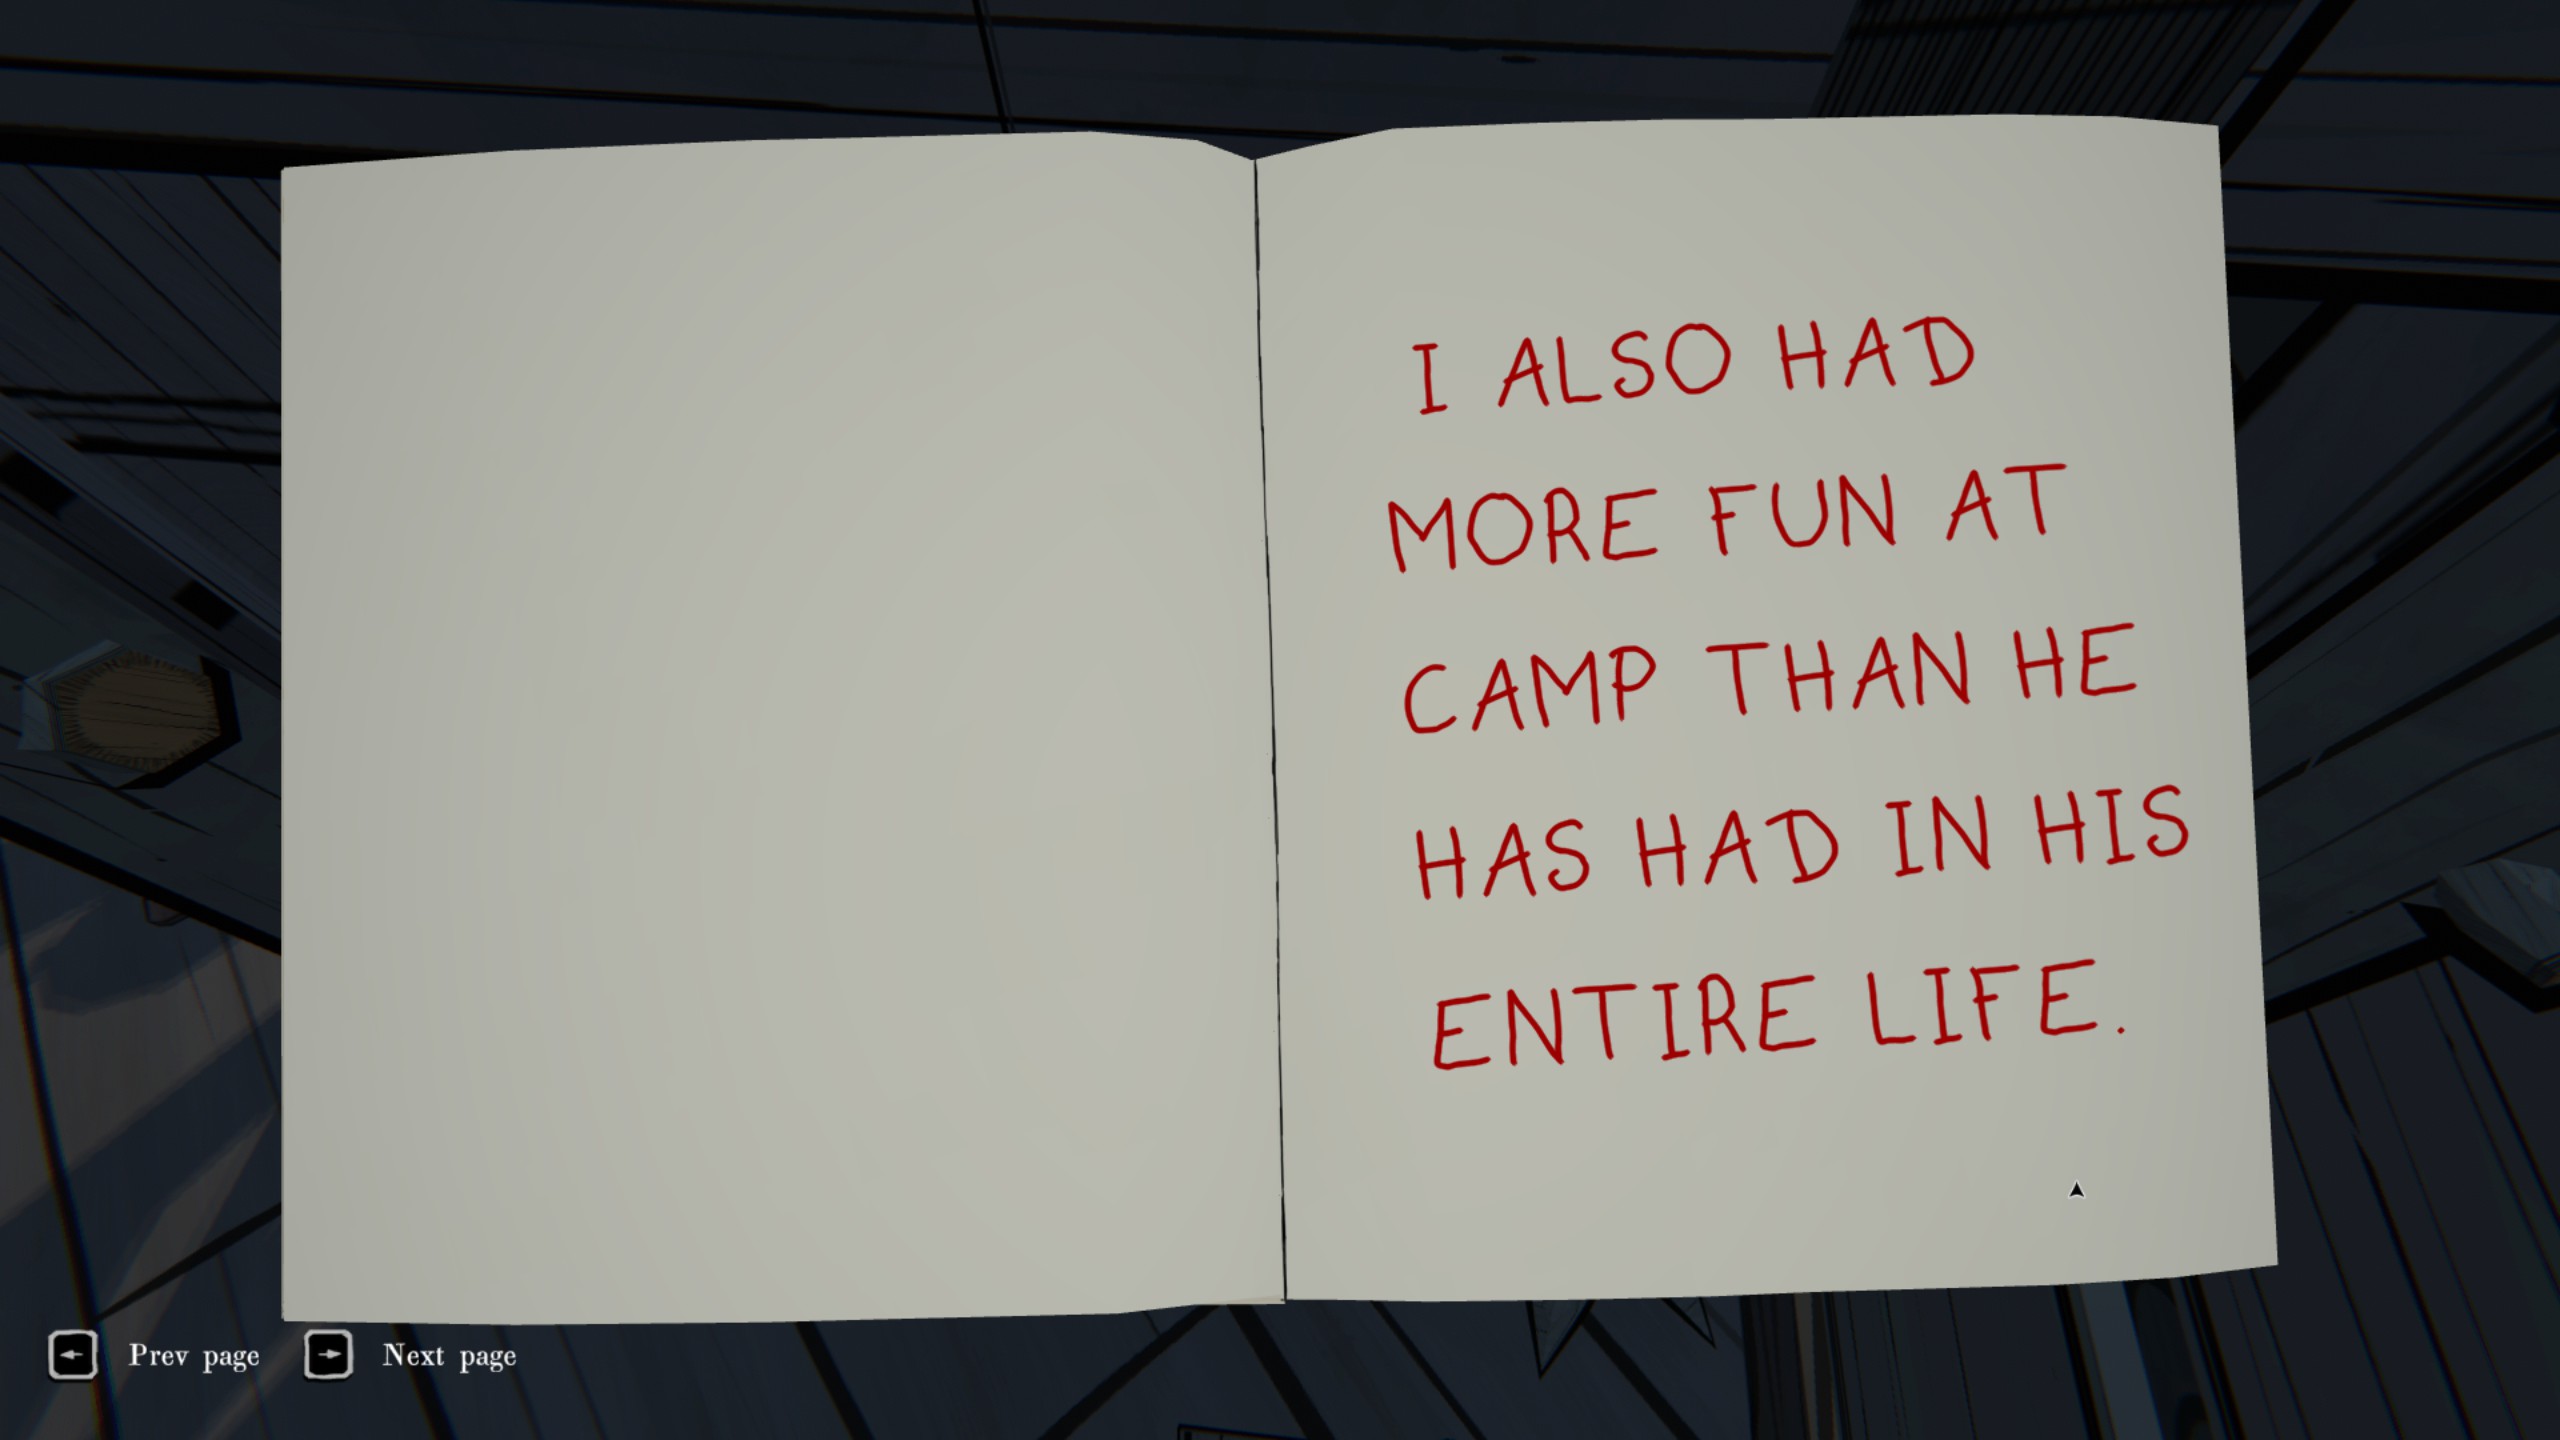 I ALSO HAD
MORE FUN AT
CAMP THAN HE
HAS HAD IN HIS
ENTIRE LIFE.
Prev page
Next page